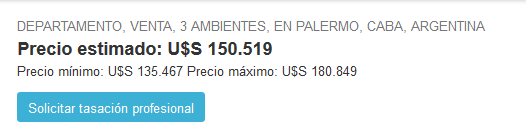 DEPARTAMENTO, VENTA, 3 AMBIENTES, EN PALERMO, CABA, ARGENTINA
Precio estimado: U$S 150.519
Precio mínimo: U$S 135.467 Precio máximo: U$S 180.849
Solicitar tasación profesional